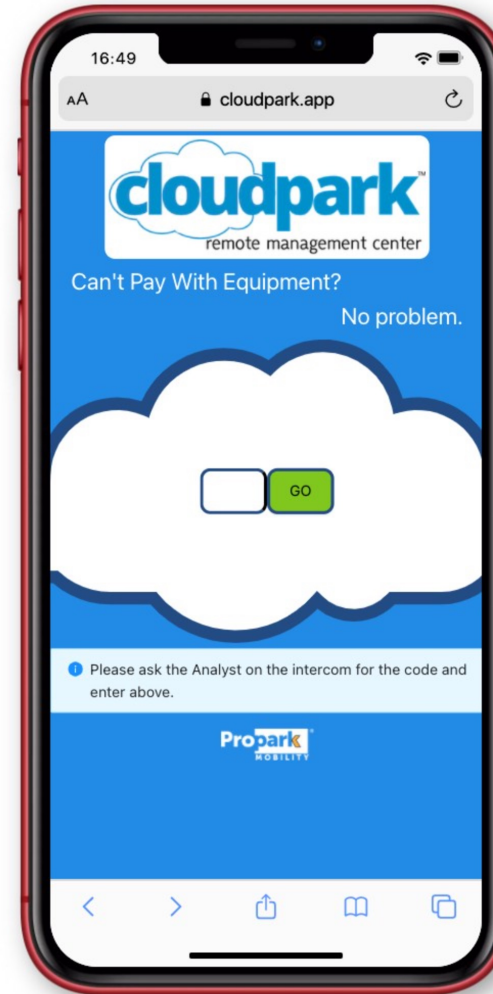 16:49
AA
cloudpark.app
cloudpark™
remote management center
Can't Pay With Equipment?
No problem.
GO
Please ask the Analyst on the intercom for the code and
enter above.
Propark
MOBILITY